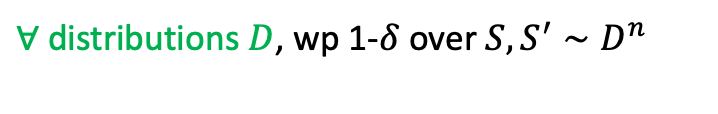 ∀ distributions 𝐷, wp 1-𝛿 over 𝑆, 𝑆′ ~ 𝐷ⁿ